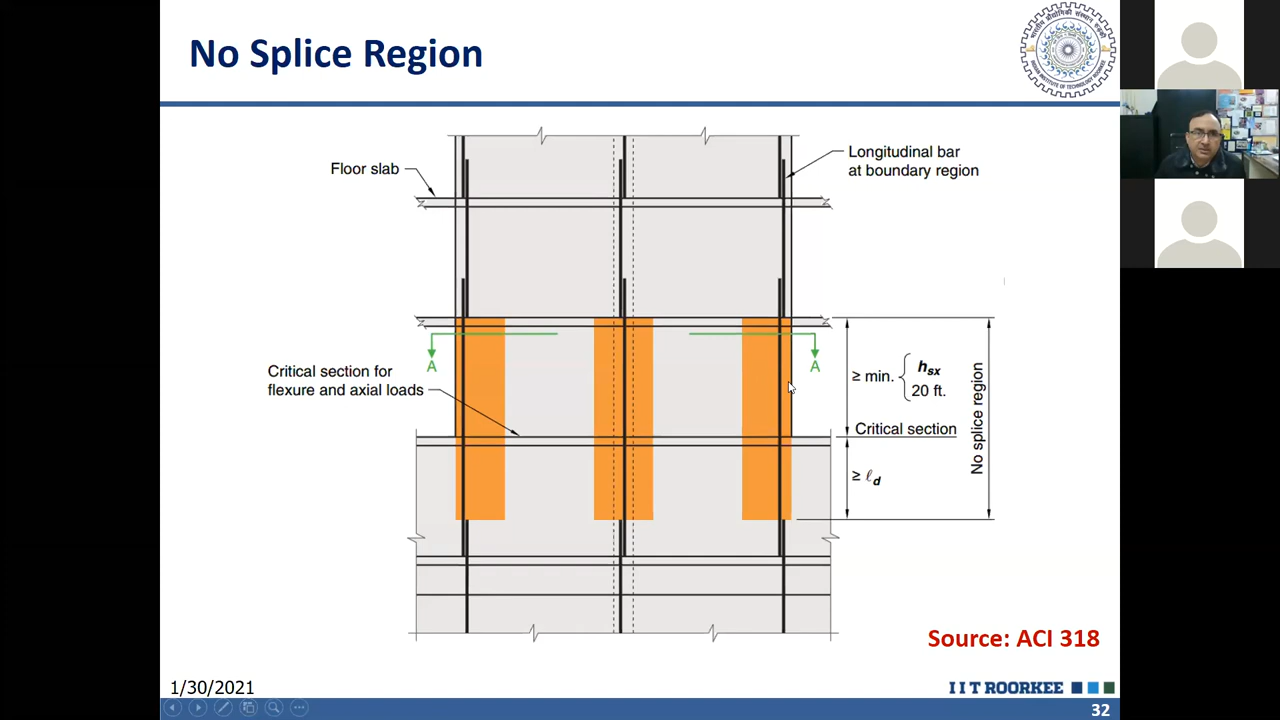 No Splice Region
Floor slab
Longitudinal bar
at boundary region
A
A
Critical section for
flexure and axial loads
≥ min.
hsx
20 ft.
Critical section
≥ ℓd
No splice region
Source: ACI 318
1/30/2021
I I T ROORKEE
32